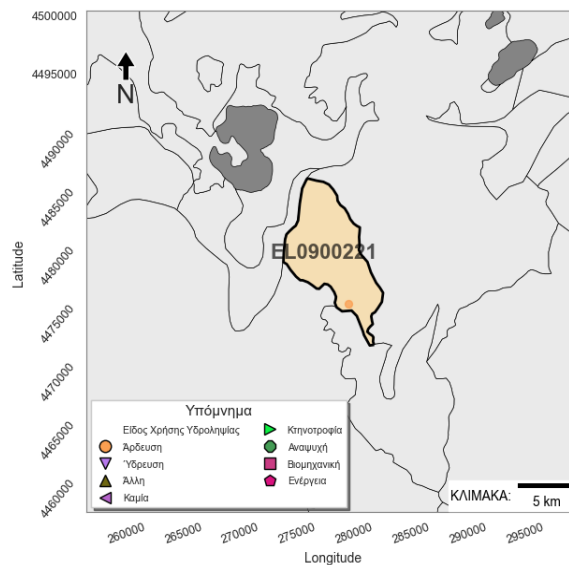 4500000
4495000
4490000
4485000
4480000
4475000
4470000
4465000
4460000
Latitude
N
EL0900221
Υπόμνημα
Είδος Χρήσης Υδροληψίας
Άρδευση
Ύδρευση
Άλλη
Καμία
Κτηνοτροφία
Αναψυχή
Βιομηχανική
Ενέργεια
ΚΛΙΜΑΚΑ:
5 km
260000
265000
270000
275000
280000
285000
290000
295000
Longitude